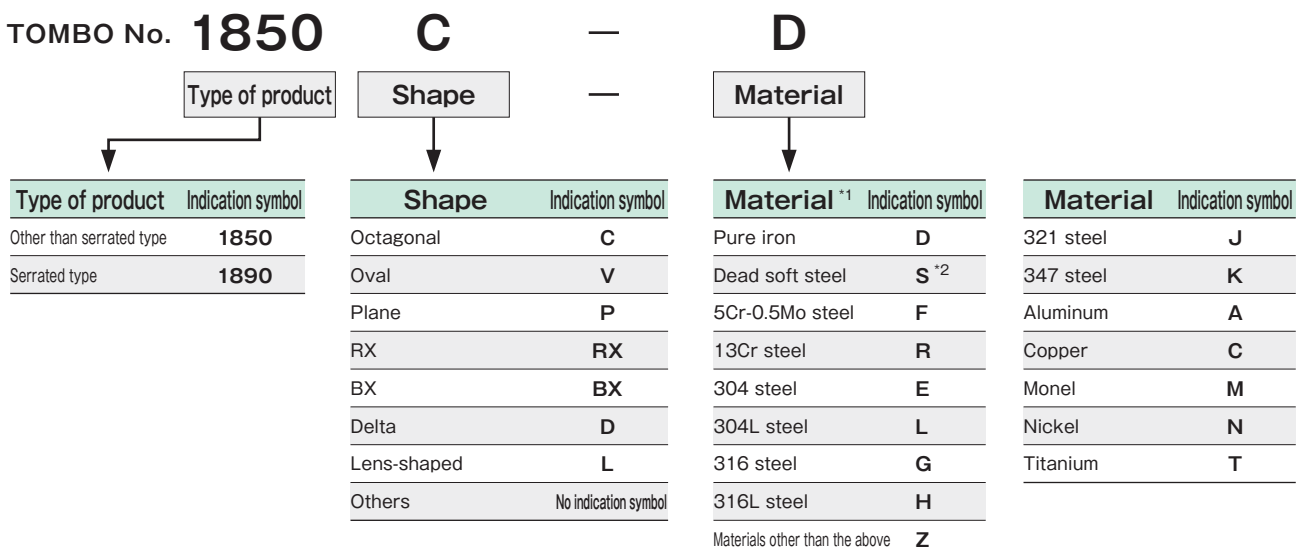 TOMBO No. 1850 C — D
Type of product Shape — Material
Type of product Indication symbol
Other than serrated type 1850
Serrated type 1890
Shape Indication symbol
Octagonal C
Oval V
Plane P
RX RX
BX BX
Delta D
Lens-shaped L
Others No indication symbol
Material *1 Indication symbol
Pure iron D
Dead soft steel S *2
5Cr-0.5Mo steel F
13Cr steel R
304 steel E
304L steel L
316 steel G
316L steel H
Materials other than the above Z
Material Indication symbol
321 steel J
347 steel K
Aluminum A
Copper C
Monel M
Nickel N
Titanium T